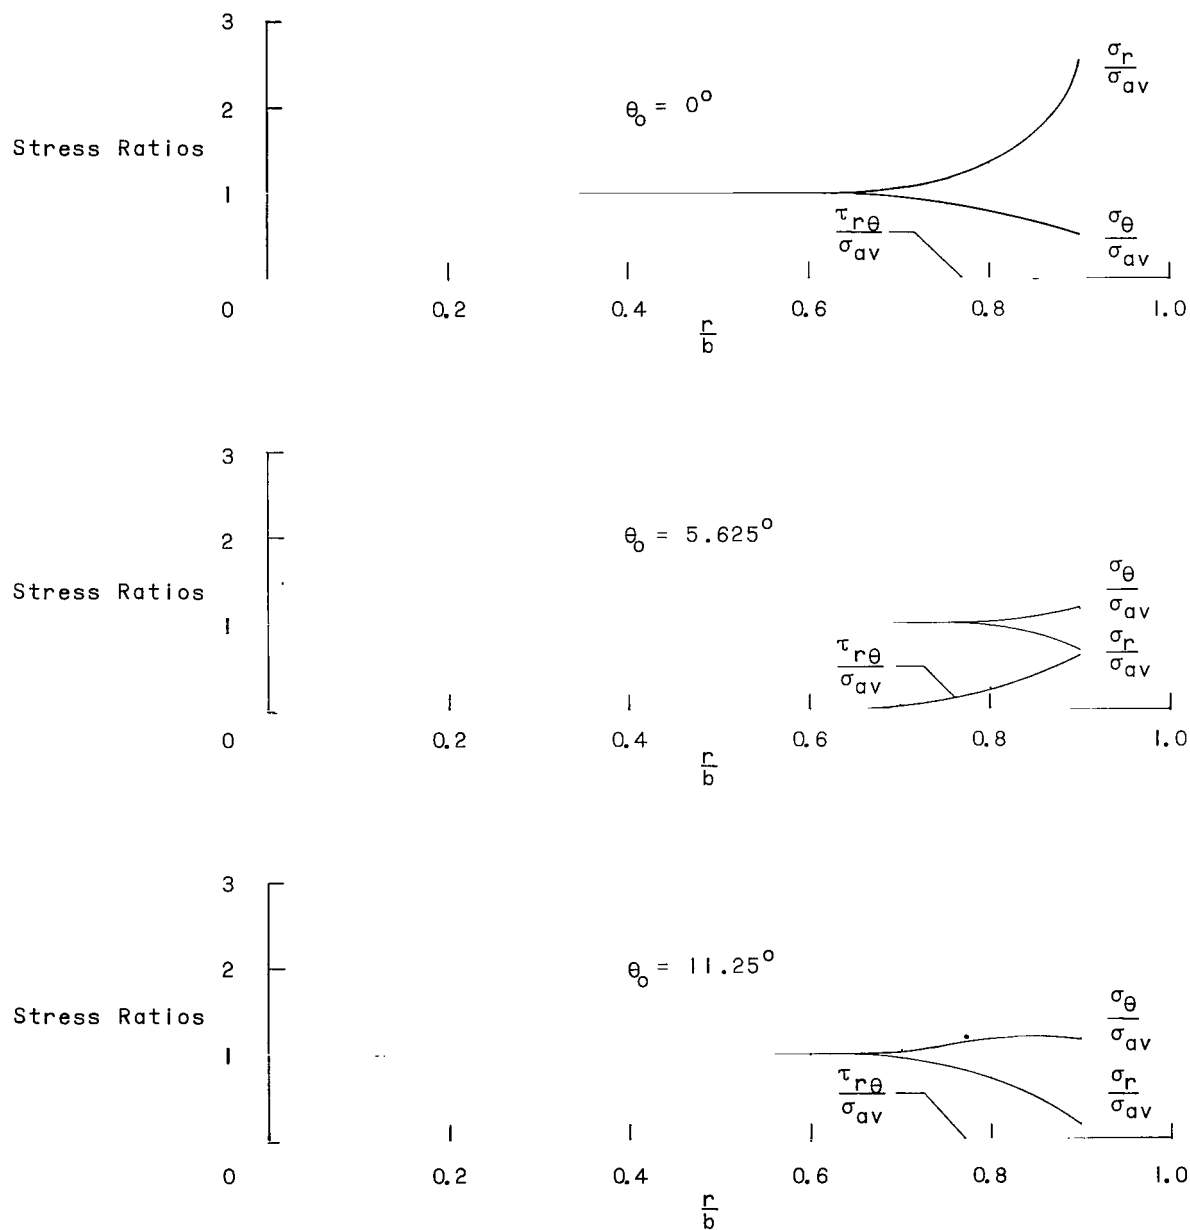 3
σr/σav
2
θo = 0°
Stress Ratios
1
τrθ/σav
σθ/σav
0 0.2 0.4 0.6 0.8 1.0
r/b
3
2
θo = 5.625°
σθ/σav
Stress Ratios
1
τrθ/σav
σr/σav
0 0.2 0.4 0.6 0.8 1.0
r/b
3
2
θo = 11.25°
σθ/σav
Stress Ratios
1
τrθ/σav
σr/σav
0 0.2 0.4 0.6 0.8 1.0
r/b